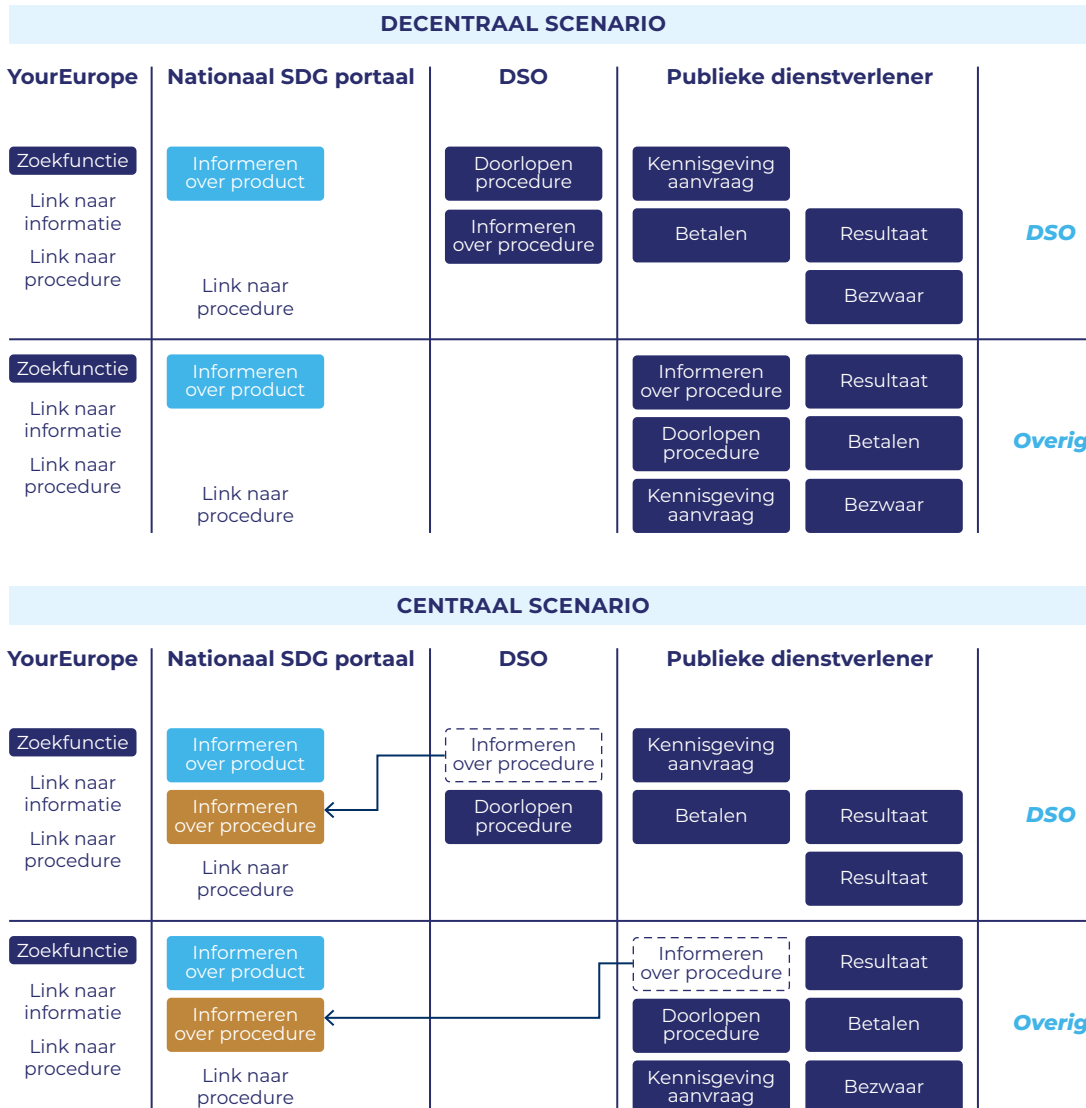 DECENTRAAL SCENARIO
YourEurope
Nationaal SDG portaal
DSO
Publieke dienstverlener
Zoekfunctie
Link naar
informatie
Link naar
procedure
Informeren
over product
Link naar
procedure
Doorlopen
procedure
Informeren
over procedure
Kennisgeving
aanvraag
Betalen
Resultaat
Bezwaar
DSO
Zoekfunctie
Link naar
informatie
Link naar
procedure
Informeren
over product
Link naar
procedure
Informeren
over procedure
Doorlopen
procedure
Kennisgeving
aanvraag
Resultaat
Betalen
Bezwaar
Overig
CENTRAAL SCENARIO
YourEurope
Nationaal SDG portaal
DSO
Publieke dienstverlener
Zoekfunctie
Link naar
informatie
Link naar
procedure
Informeren
over product
Informeren
over procedure
Link naar
procedure
Informeren
over procedure
Doorlopen
procedure
Kennisgeving
aanvraag
Betalen
Resultaat
Resultaat
DSO
Zoekfunctie
Link naar
informatie
Link naar
procedure
Informeren
over product
Informeren
over procedure
Link naar
procedure
Informeren
over procedure
Doorlopen
procedure
Kennisgeving
aanvraag
Resultaat
Betalen
Bezwaar
Overig